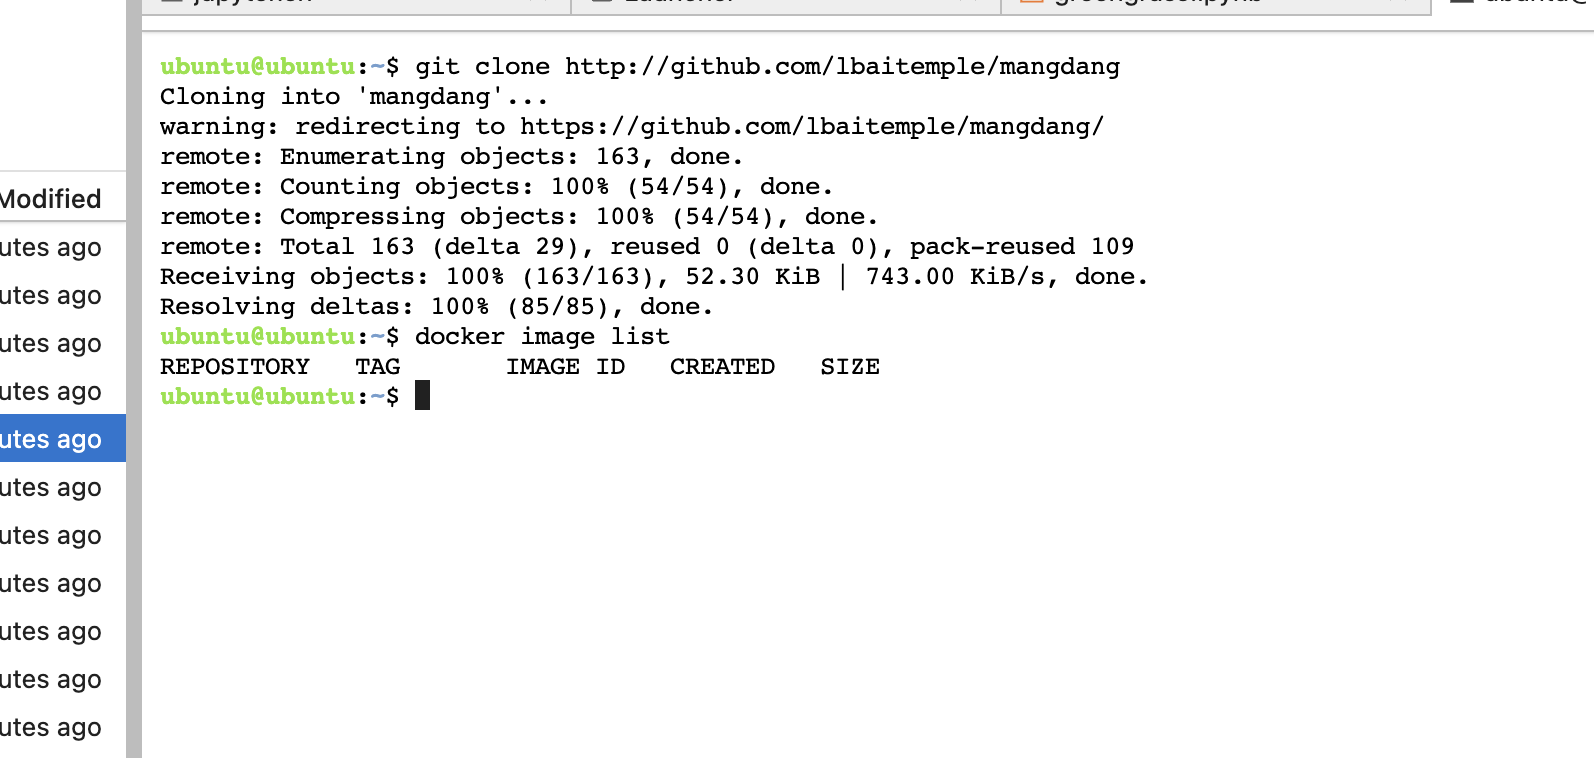 ubuntu@ubuntu:~$ git clone http://github.com/lbaitemple/mangdang
Cloning into 'mangdang'...
warning: redirecting to https://github.com/lbaitemple/mangdang/
remote: Enumerating objects: 163, done.
remote: Counting objects: 100% (54/54), done.
remote: Compressing objects: 100% (54/54), done.
remote: Total 163 (delta 29), reused 0 (delta 0), pack-reused 109
Receiving objects: 100% (163/163), 52.30 KiB | 743.00 KiB/s, done.
Resolving deltas: 100% (85/85), done.
ubuntu@ubuntu:~$ docker image list
REPOSITORY   TAG       IMAGE ID   CREATED   SIZE
ubuntu@ubuntu:~$
Modified
utes ago
utes ago
utes ago
utes ago
utes ago
utes ago
utes ago
utes ago
utes ago
utes ago
utes ago